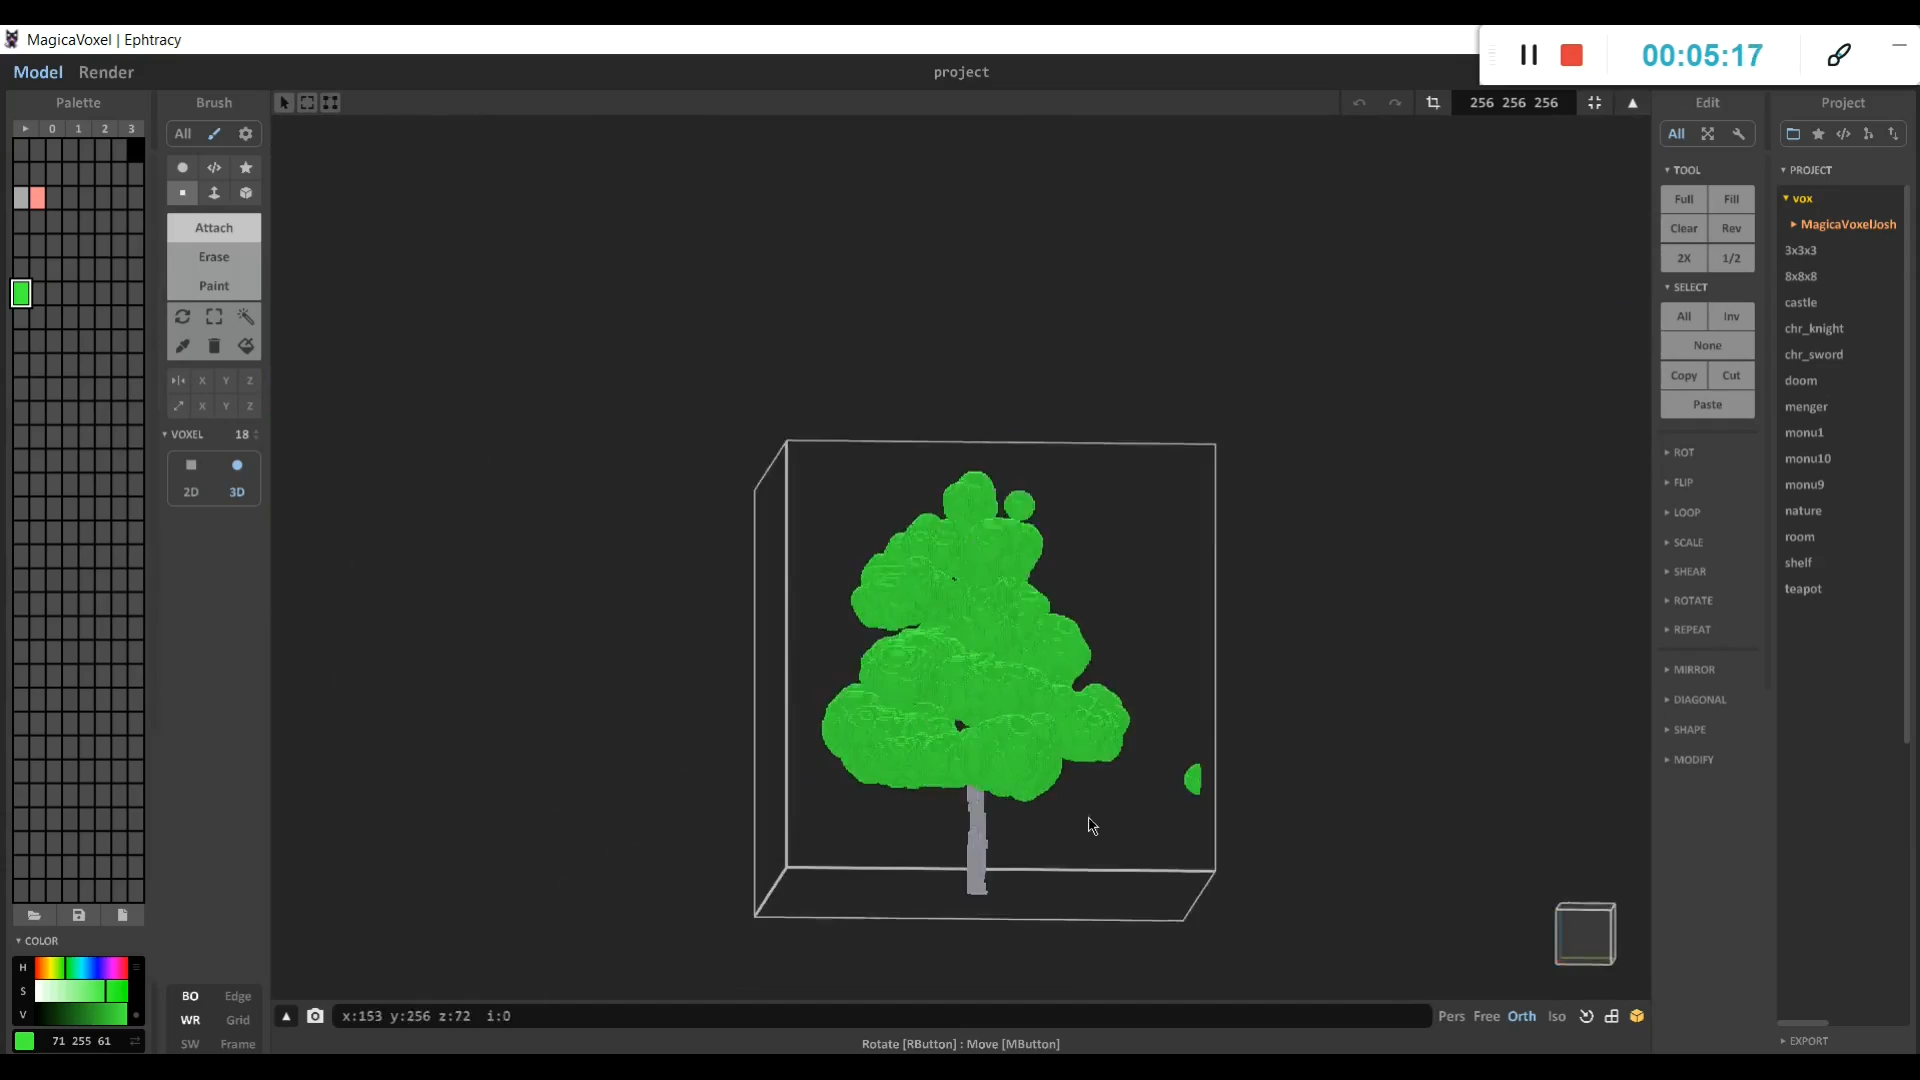 MagicaVoxel | Ephtracy
00:05:17
Model Render
project
Palette
Brush
256 256 256
Edit
Project
0 1 2 3
All
All
TOOL
PROJECT
Full Fill
vox
Attach
Clear Rev
MagicaVoxelJosh
Erase
2X 1/2
3x3x3
Paint
SELECT
8x8x8
All Inv
castle
None
chr_knight
Copy Cut
chr_sword
Paste
doom
X Y Z
X Y Z
menger
VOXEL 18
monu1
ROT
monu10
2D 3D
FLIP
monu9
LOOP
nature
SCALE
room
SHEAR
shelf
ROTATE
teapot
REPEAT
MIRROR
DIAGONAL
SHAPE
MODIFY
COLOR
H
S
V
71 255 61
BO Edge
WR Grid
SW Frame
x:153 y:256 z:72 i:0
Pers Free Orth Iso
Rotate [RButton] : Move [MButton]
EXPORT